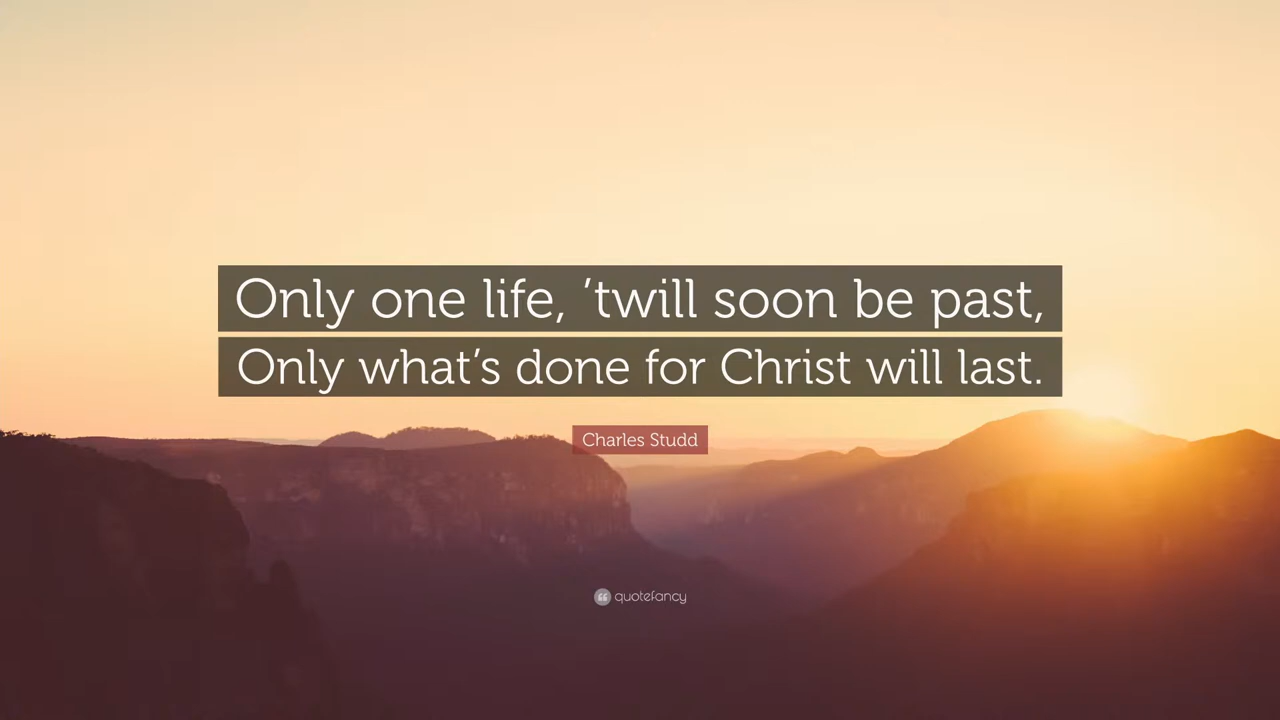 Only one life, ’twill soon be past,
Only what’s done for Christ will last.
Charles Studd
quotefancy